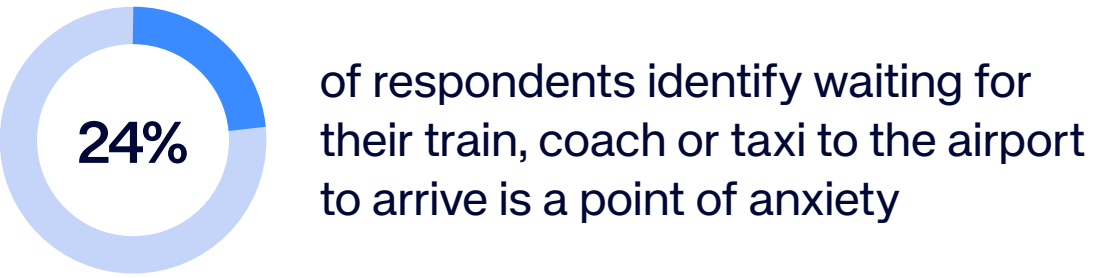 24%
of respondents identify waiting for
their train, coach or taxi to the airport
to arrive is a point of anxiety